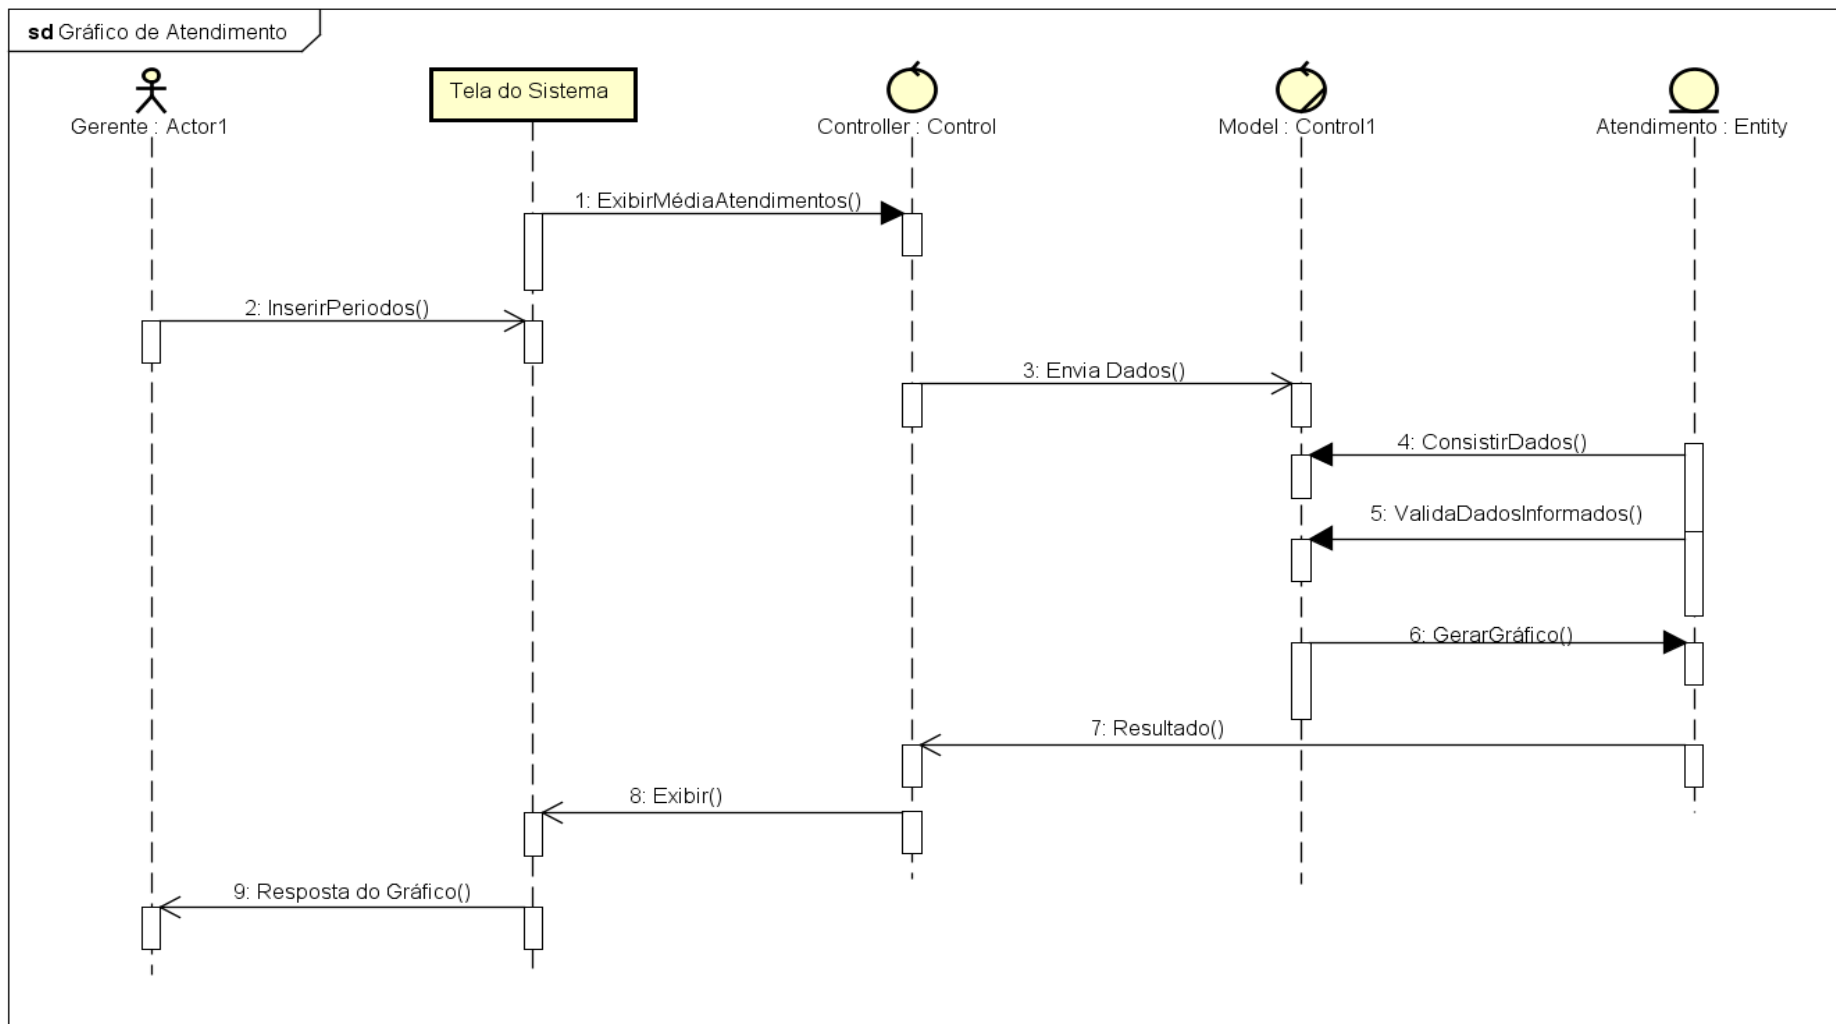 sd Gráfico de Atendimento
Tela do Sistema
Gerente : Actor1
Controller : Control
Model : Control1
Atendimento : Entity
1: ExibirMédiaAtendimentos()
2: InserirPeriodos()
3: Envia Dados()
4: ConsistirDados()
5: ValidaDadosInformados()
6: GerarGráfico()
7: Resultado()
8: Exibir()
9: Resposta do Gráfico()